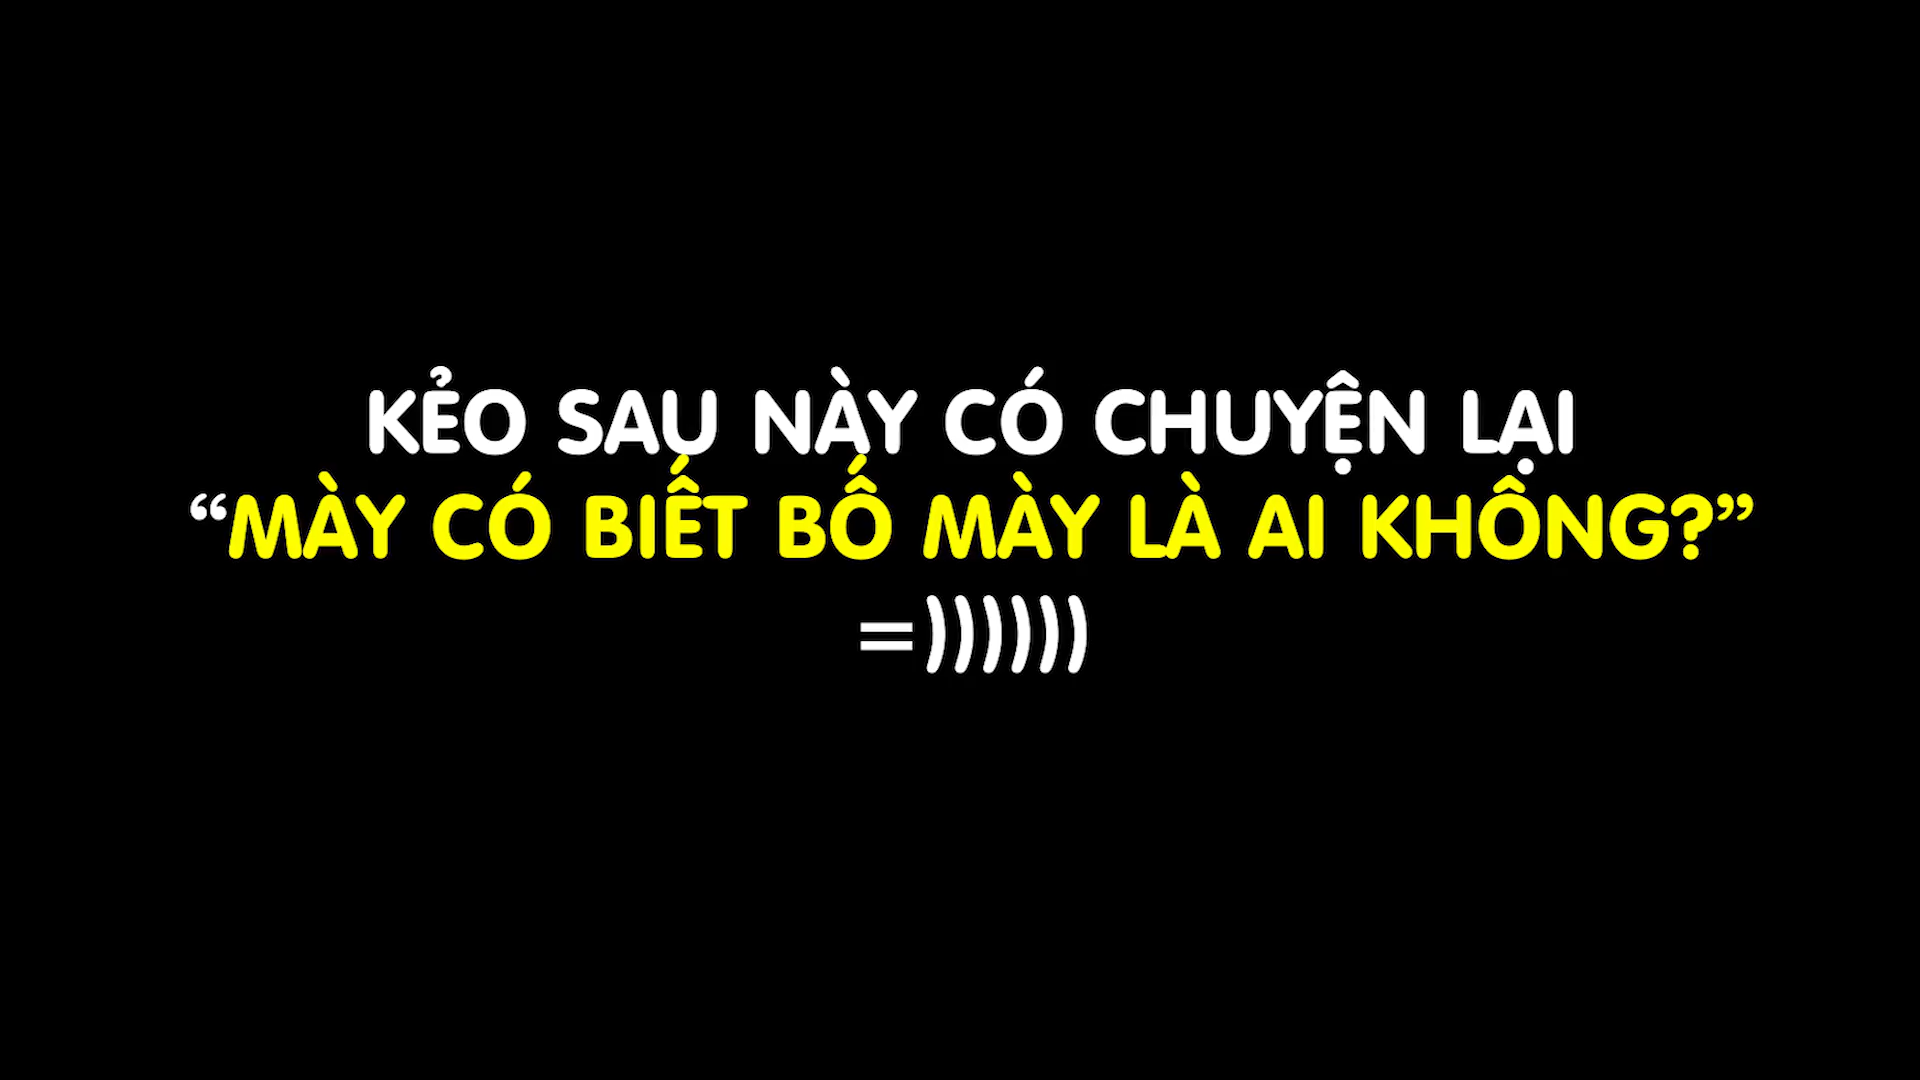 KẺO SAU NÀY CÓ CHUYỆN LẠI
“MÀY CÓ BIẾT BỐ MÀY LÀ AI KHÔNG?”
=))))))